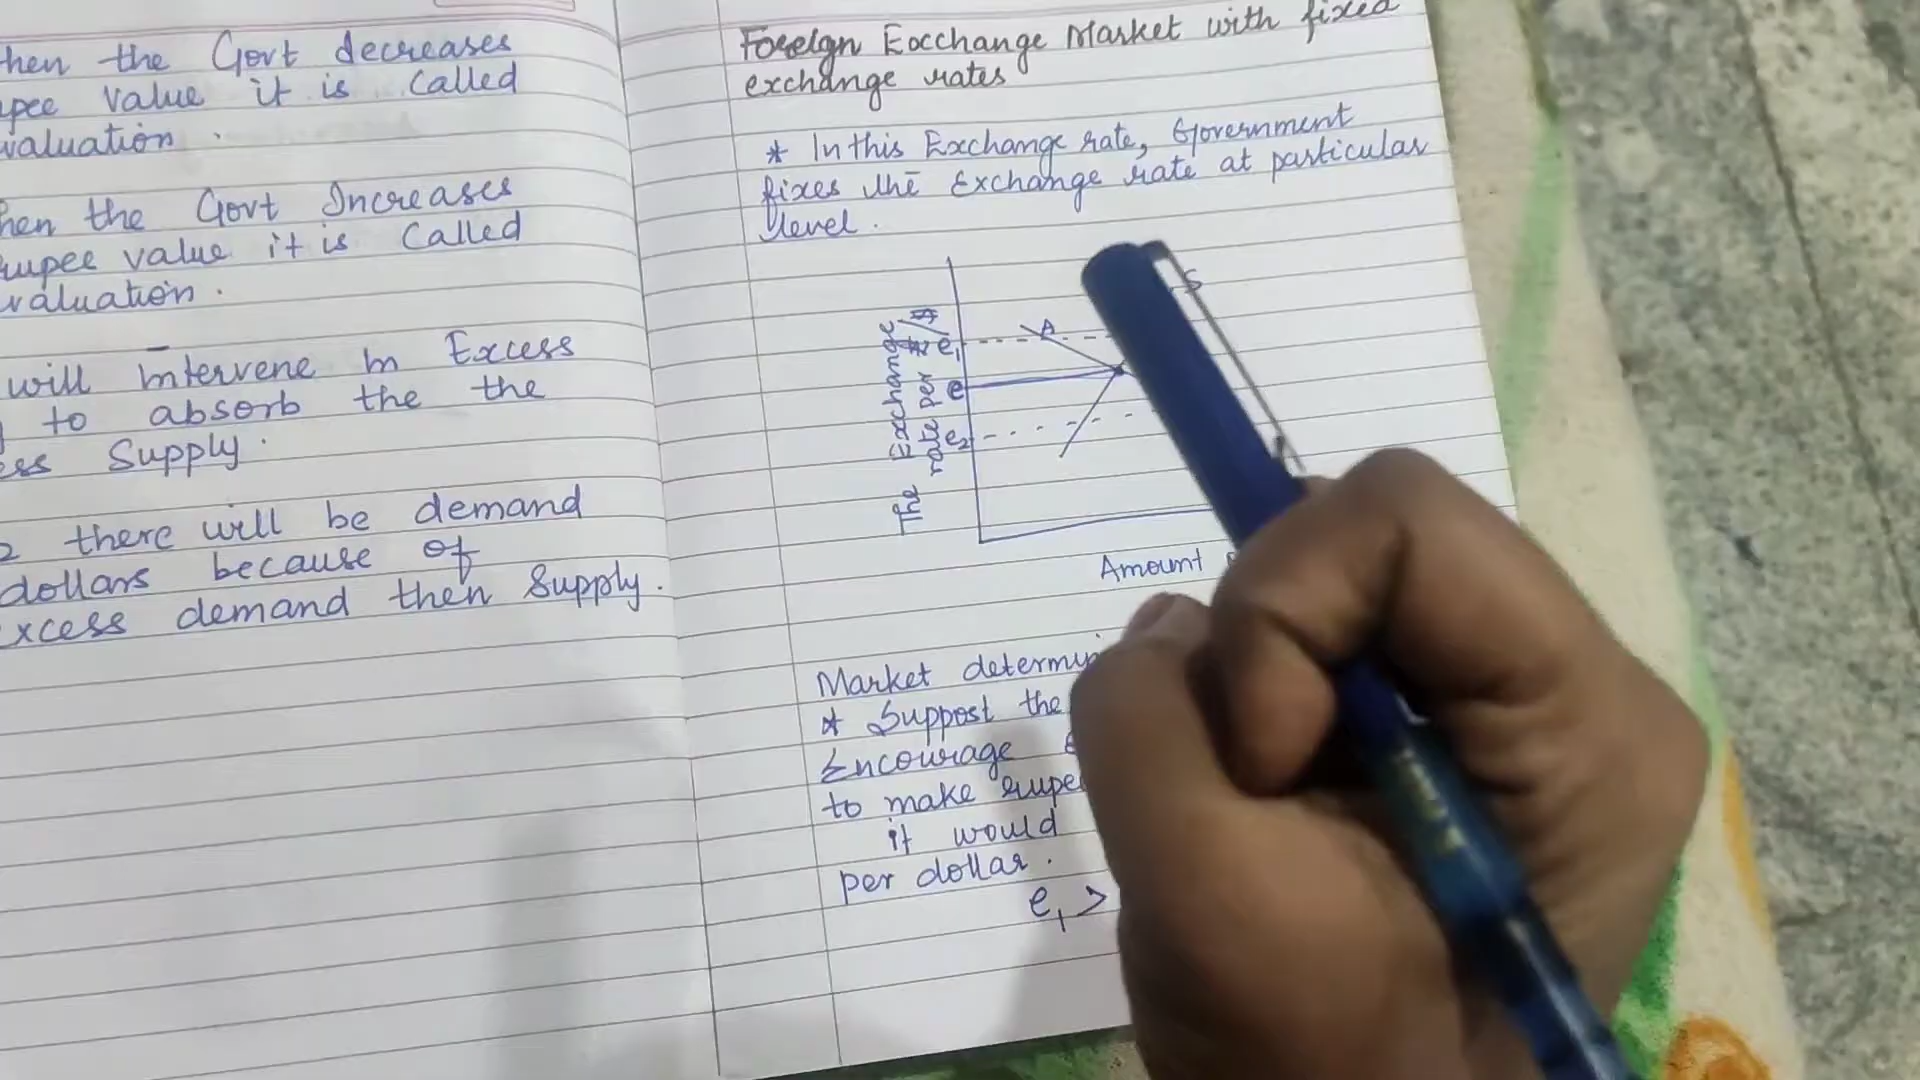 hen the Govt decreases
upee value it is called
valuation.
hen the Govt Increases
rupee value it is called
valuation.
will intervene in Excess
to absorb the the
ess Supply.
2 there will be demand
dollars because of
xcess demand then Supply.
Foreign Exchange Market with fixed
exchange rates
* In this Exchange rate, Government
fixes the Exchange rate at particular
level.
The Exchange
rate per ₹/$
S
A
e1
e
e2
Amount
Market determin
* Suppost the
Encourage
to make rupe
it would
per dollar.
e1 >